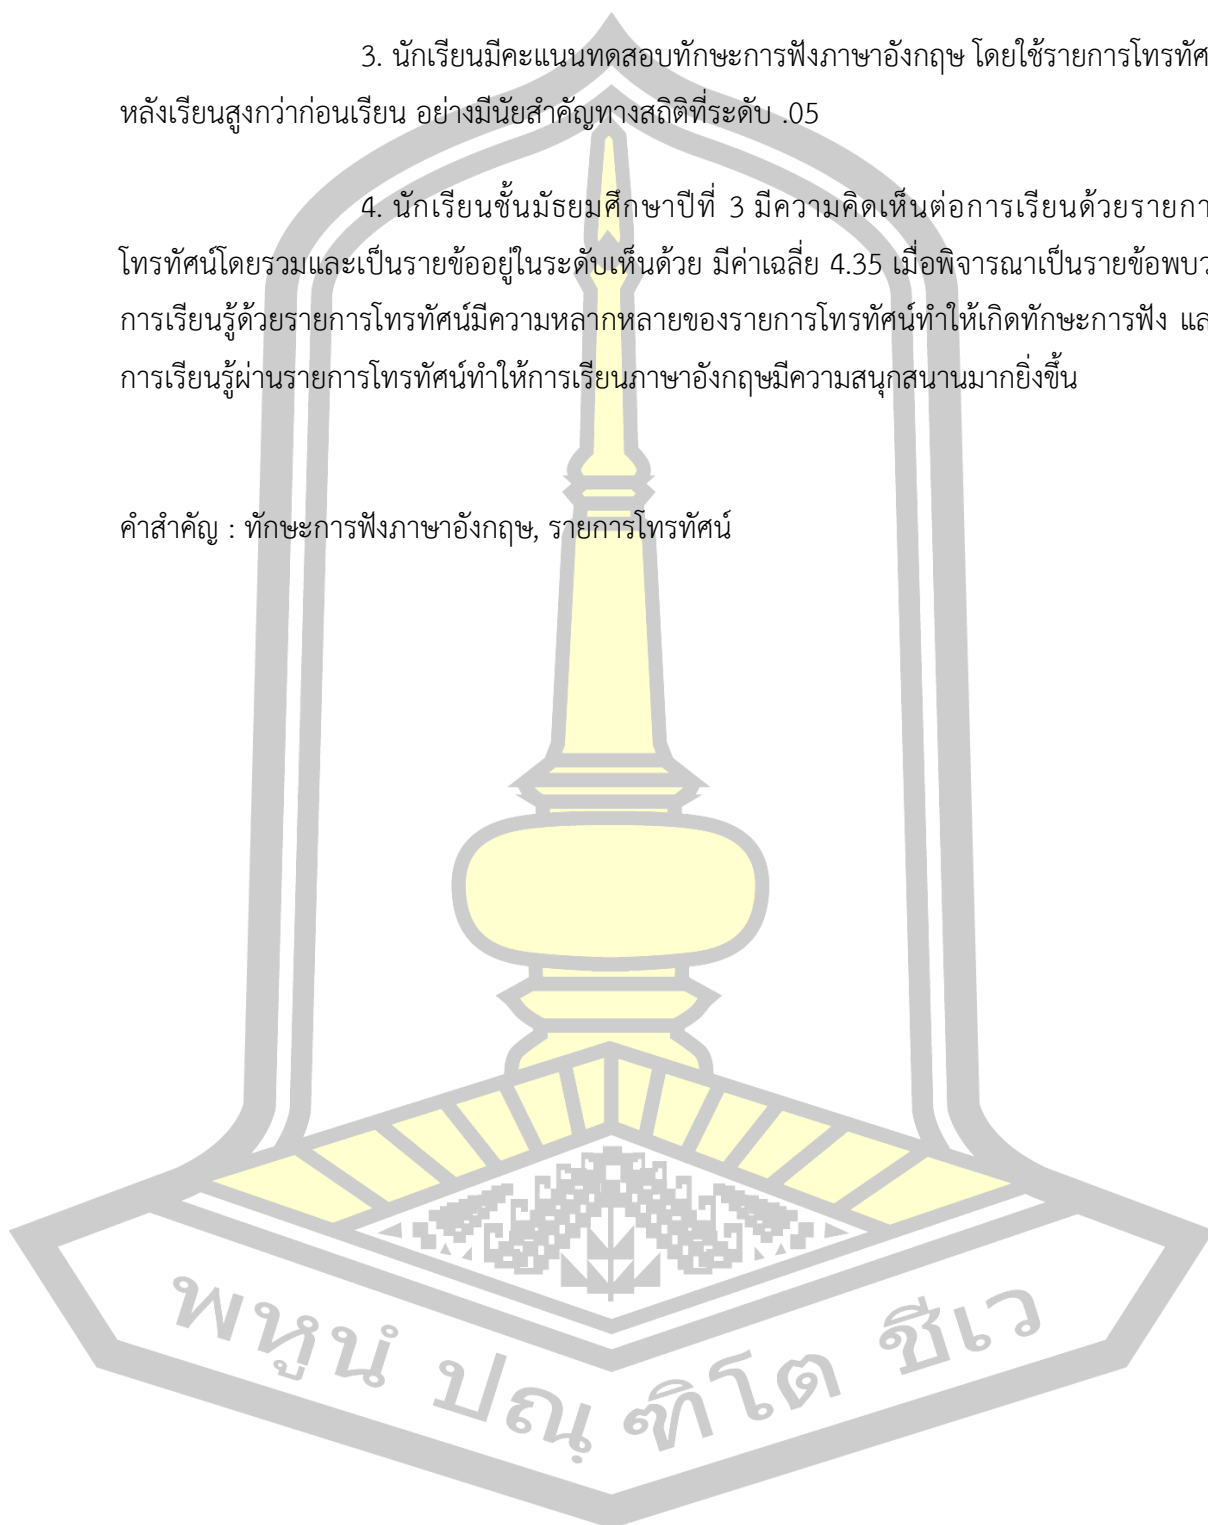 3. นักเรียนมีคะแนนทดสอบทักษะการฟังภาษาอังกฤษ โดยใช้รายการโทรทัศ
หลังเรียนสูงกว่าก่อนเรียน อย่างมีนัยสำคัญทางสถิติที่ระดับ .05
4. นักเรียนชั้นมัธยมศึกษาปีที่ 3 มีความคิดเห็นต่อการเรียนด้วยรายกา
โทรทัศน์โดยรวมและเป็นรายข้ออยู่ในระดับเห็นด้วย มีค่าเฉลี่ย 4.35 เมื่อพิจารณาเป็นรายข้อพบว
การเรียนรู้ด้วยรายการโทรทัศน์มีความหลากหลายของรายการโทรทัศน์ทำให้เกิดทักษะการฟัง แล
การเรียนรู้ผ่านรายการโทรทัศน์ทำให้การเรียนภาษาอังกฤษมีความสนุกสนานมากยิ่งขึ้น
คำสำคัญ : ทักษะการฟังภาษาอังกฤษ, รายการโทรทัศน์
พหูนํ ปณฺฑิโต ชีเว